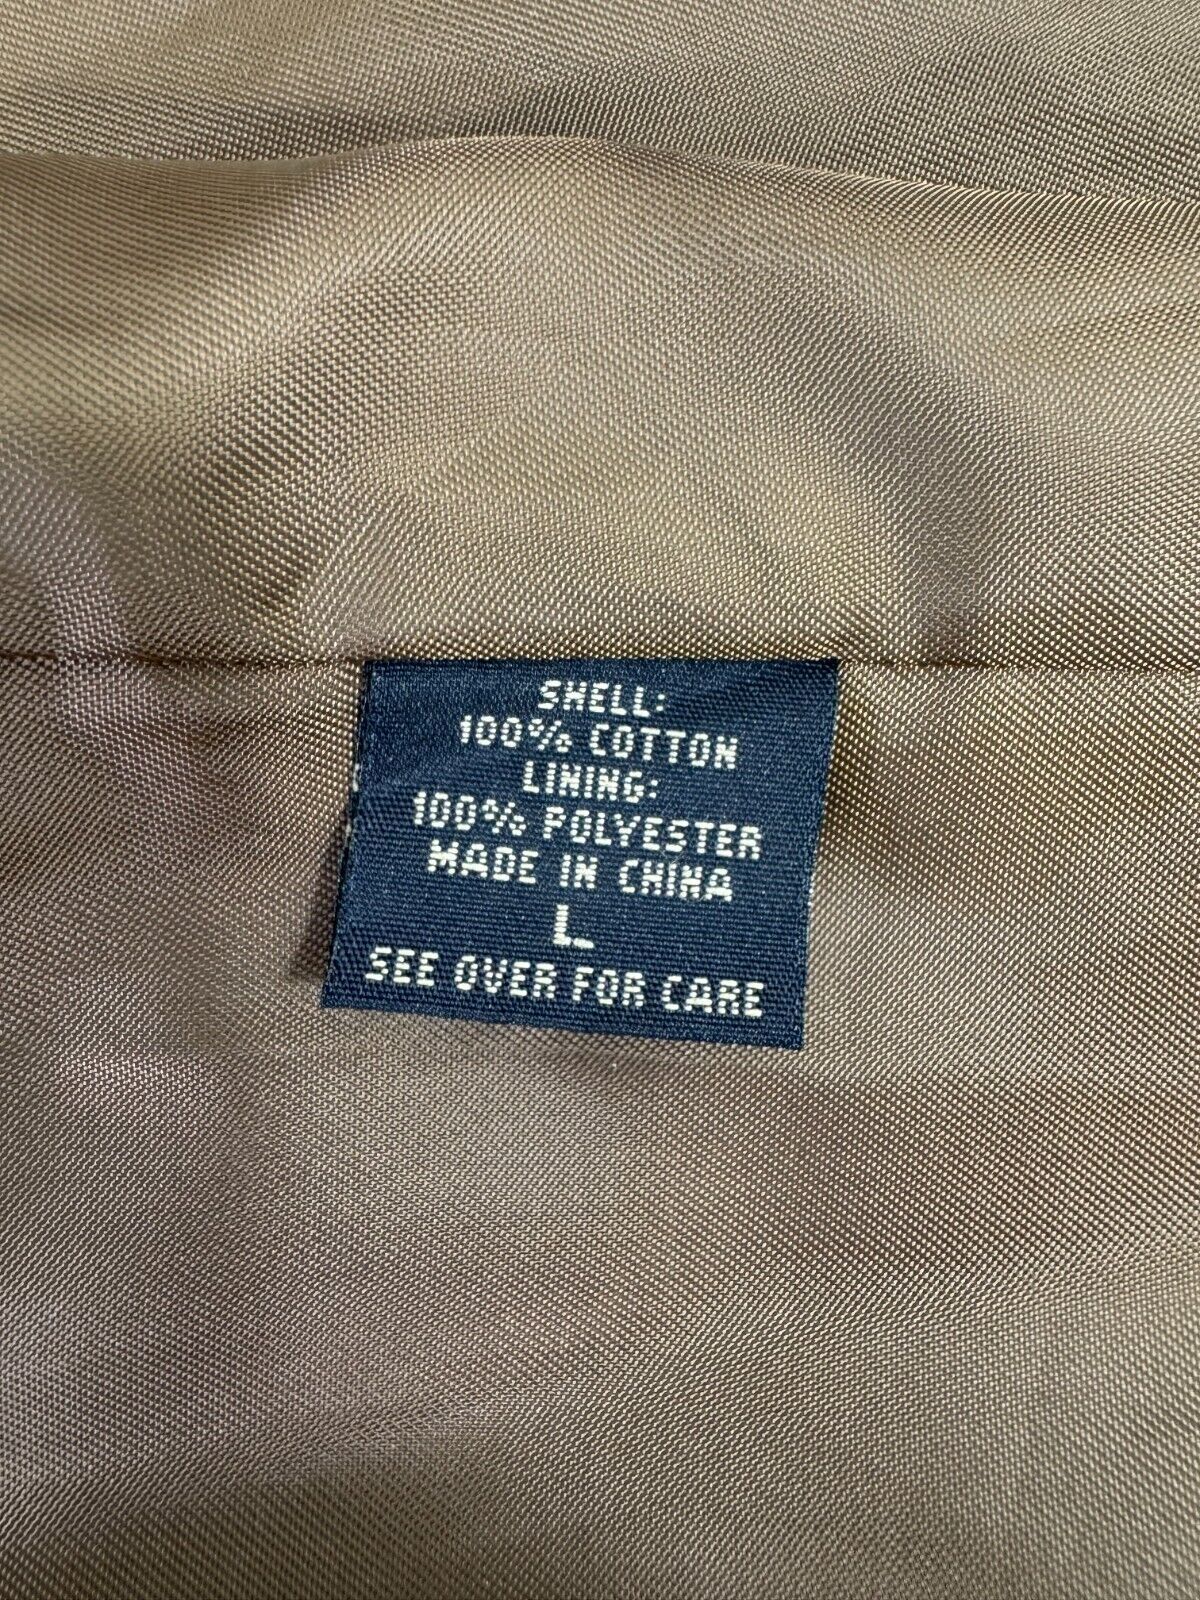 SHELL:
100% COTTON
LINING:
100% POLYESTER
MADE IN CHINA
L
SEE OVER FOR CARE